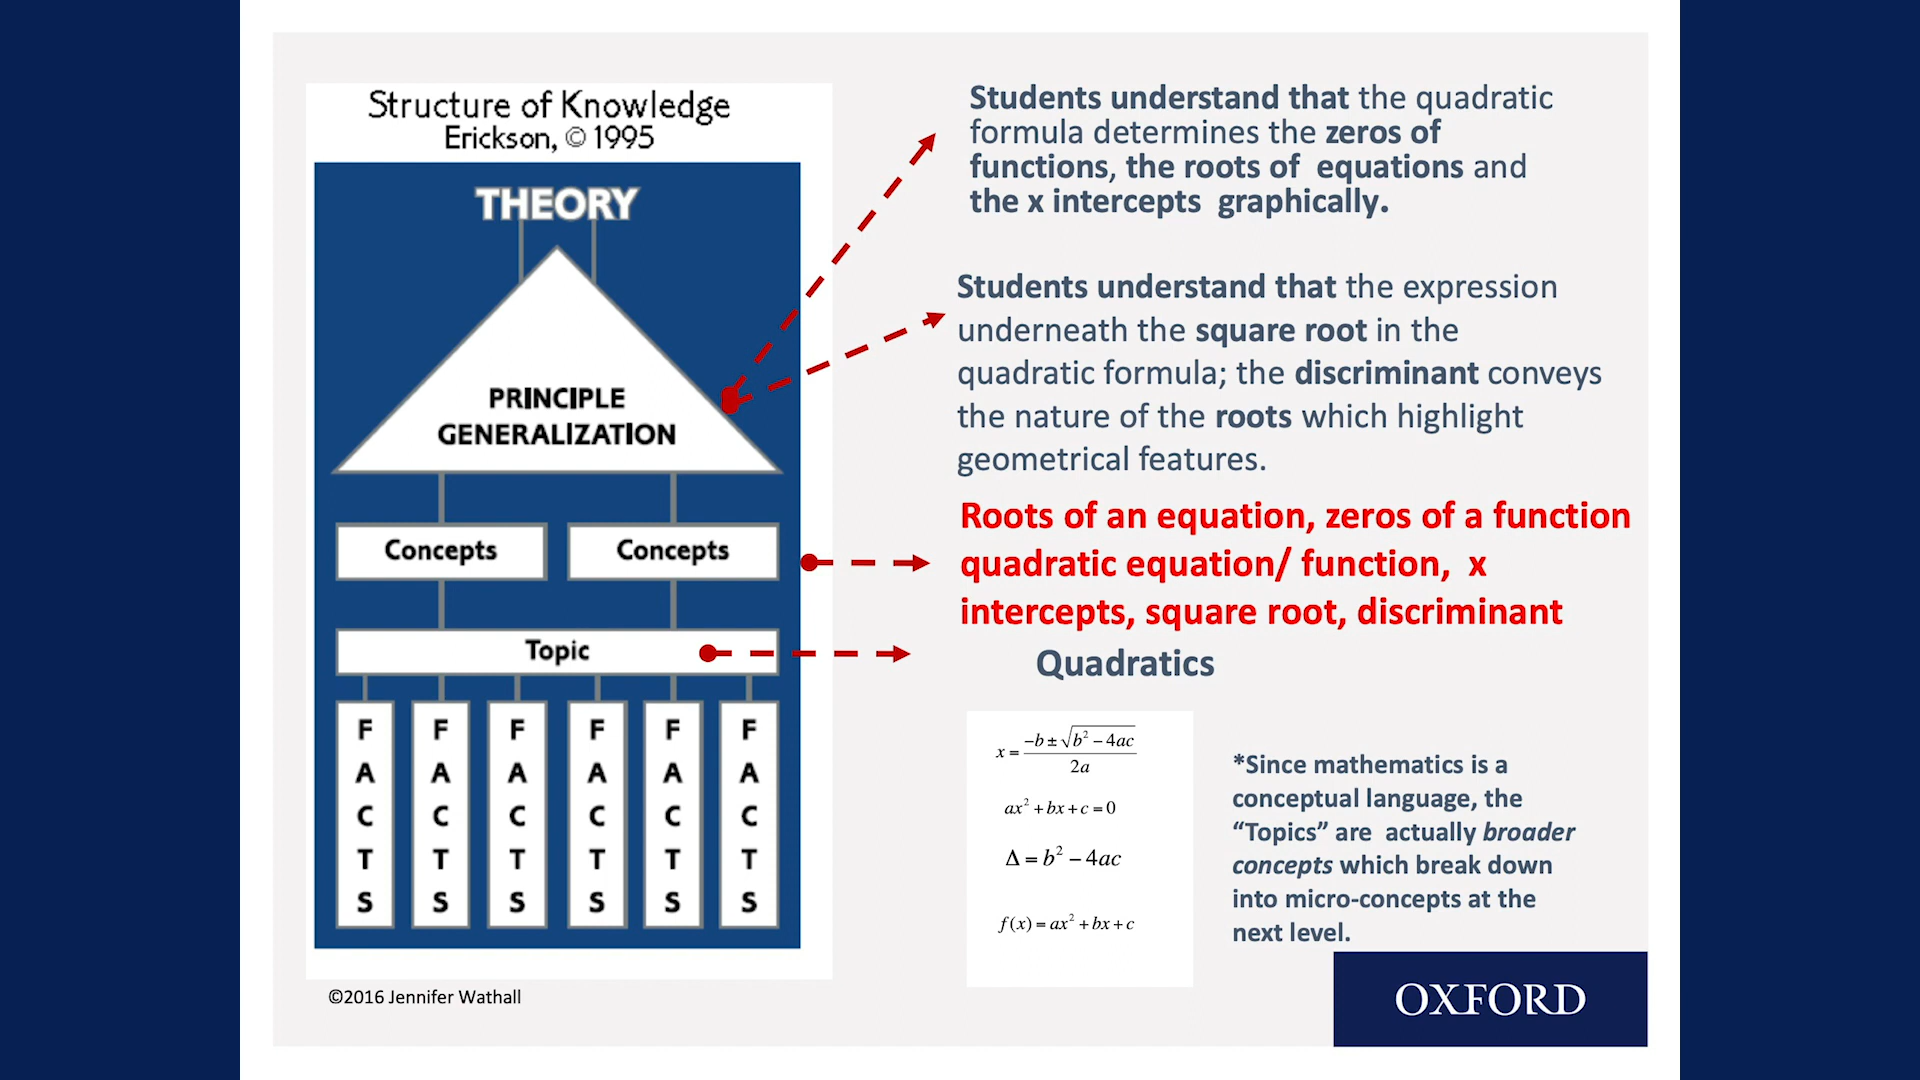 Structure of Knowledge
Erickson, © 1995
THEORY
PRINCIPLE
GENERALIZATION
Concepts
Concepts
Topic
FACTS
FACTS
FACTS
FACTS
FACTS
FACTS
©2016 Jennifer Wathall
Students understand that the quadratic
formula determines the zeros of
functions, the roots of equations and
the x intercepts graphically.
Students understand that the expression
underneath the square root in the
quadratic formula; the discriminant conveys
the nature of the roots which highlight
geometrical features.
Roots of an equation, zeros of a function
quadratic equation/ function, x
intercepts, square root, discriminant
Quadratics
x = (−b ± √(b² − 4ac)) / 2a
ax² + bx + c = 0
Δ = b² − 4ac
f(x) = ax² + bx + c
*Since mathematics is a
conceptual language, the
“Topics” are actually broader
concepts which break down
into micro-concepts at the
next level.
OXFORD